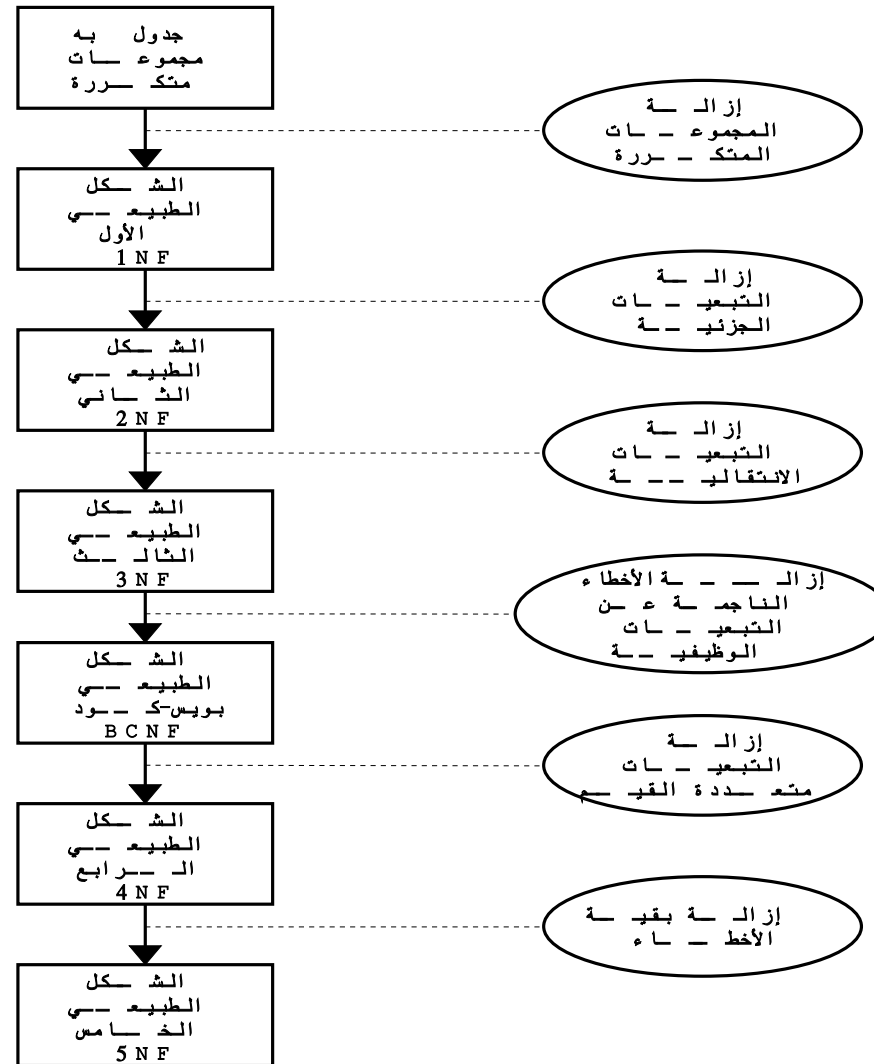 جدول به
مجموعات
متكررة
إزالة
المجموعات
المتكررة
الشكل
الطبيعي
الأول
1NF
إزالة
التبعيات
الجزئية
الشكل
الطبيعي
الثاني
2NF
إزالة
التبعيات
الانتقالية
الشكل
الطبيعي
الثالث
3NF
إزالة الأخطاء
الناجمة عن
التبعيات
الوظيفية
الشكل
الطبيعي
بويس-كود
BCNF
إزالة
التبعيات
متعددة القيم
الشكل
الطبيعي
الرابع
4NF
إزالة بقية
الأخطاء
الشكل
الطبيعي
الخامس
5NF